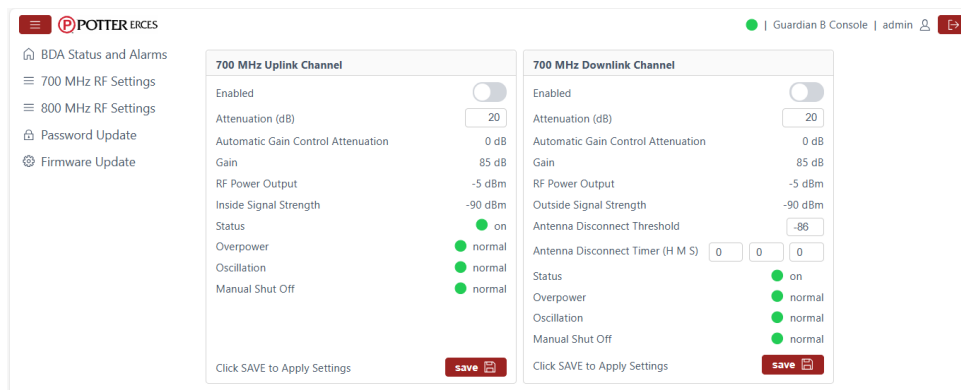 POTTER ERCES
Guardian B Console | admin
BDA Status and Alarms
700 MHz RF Settings
800 MHz RF Settings
Password Update
Firmware Update
700 MHz Uplink Channel
Enabled
Attenuation (dB) 20
Automatic Gain Control Attenuation 0 dB
Gain 85 dB
RF Power Output -5 dBm
Inside Signal Strength -90 dBm
Status on
Overpower normal
Oscillation normal
Manual Shut Off normal
Click SAVE to Apply Settings save
700 MHz Downlink Channel
Enabled
Attenuation (dB) 20
Automatic Gain Control Attenuation 0 dB
Gain 85 dB
RF Power Output -5 dBm
Outside Signal Strength -90 dBm
Antenna Disconnect Threshold -86
Antenna Disconnect Timer (H M S) 0 0 0
Status on
Overpower normal
Oscillation normal
Manual Shut Off normal
Click SAVE to Apply Settings save